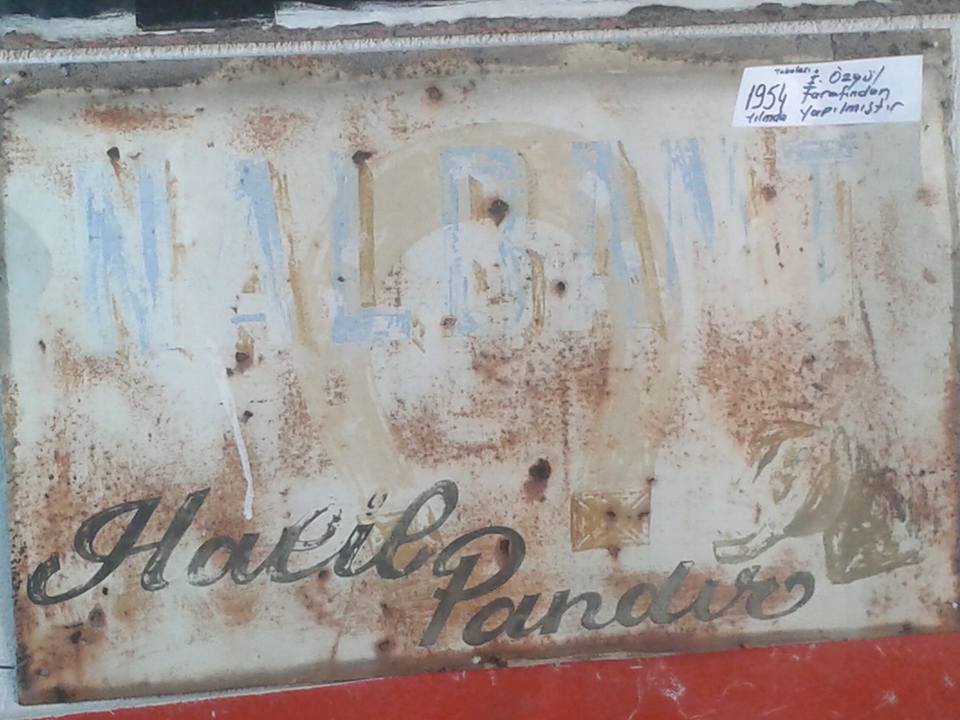 Tabelası İ. Özgül
1954 tarafından
Yılında yapılmıştır
NALBANT
Halil
Pandır